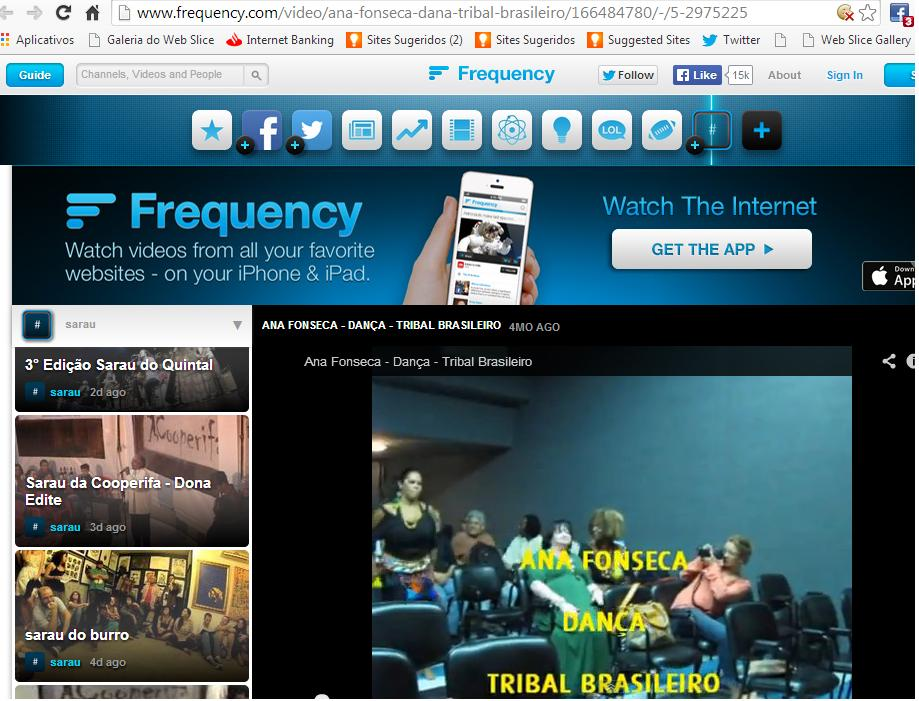 www.frequency.com/video/ana-fonseca-dana-tribal-brasileiro/166484780/-/5-2975225
3
Aplicativos Galeria do Web Slice Internet Banking Sites Sugeridos (2) Sites Sugeridos Suggested Sites Twitter Web Slice Gallery
Guide Channels, Videos and People Frequency Follow Like 15k About Sign In S
LOL #
Frequency
Watch videos from all your favorite
websites - on your iPhone & iPad.
Frequency
Watch The Internet
GET THE APP
Down
App
# sarau
ANA FONSECA - DANÇA - TRIBAL BRASILEIRO 4MO AGO
3° Edição Sarau do Quintal
# sarau 2d ago
Cooperif
Sarau da Cooperifa - Dona
Edite
# sarau 3d ago
sarau do burro
# sarau 4d ago
Ana Fonseca - Dança - Tribal Brasileiro
ANA FONSECA
DANÇA
TRIBAL BRASILEIRO